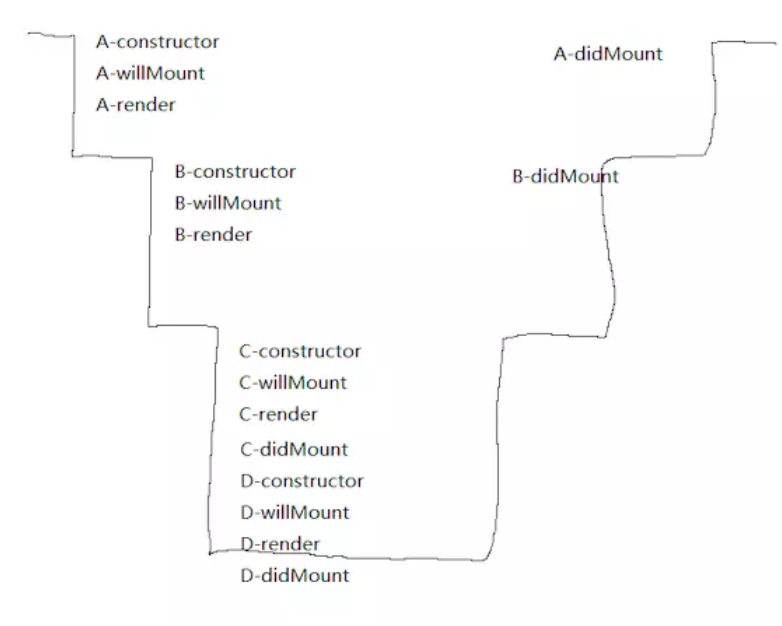 A-constructor
A-willMount
A-render
B-constructor
B-willMount
B-render
C-constructor
C-willMount
C-render
C-didMount
D-constructor
D-willMount
D-render
D-didMount
B-didMount
A-didMount